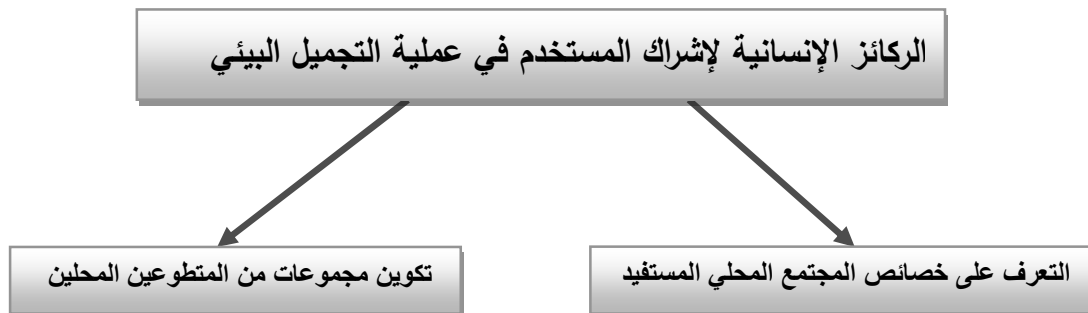 الركائز الإنسانية لإشراك المستخدم في عملية التجميل البيئي
التعرف على خصائص المجتمع المحلي المستفيد
تكوين مجموعات من المتطوعين المحلين